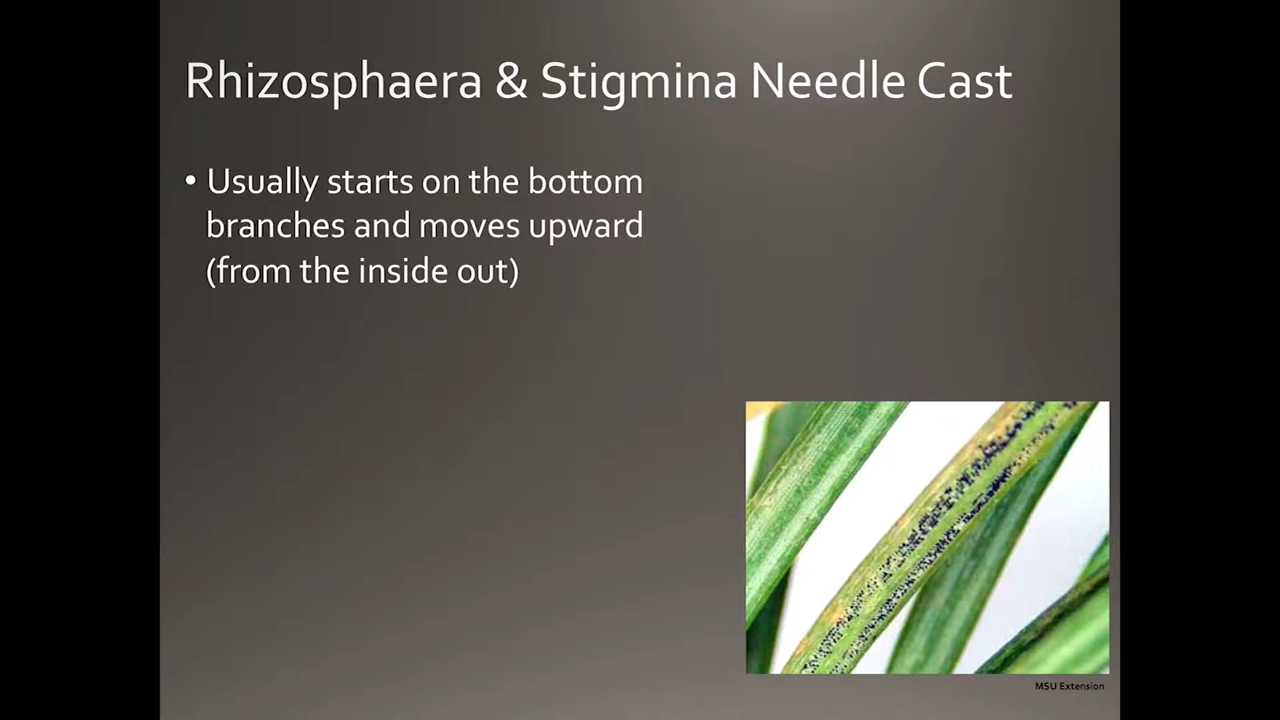 Rhizosphaera & Stigmina Needle Cast
• Usually starts on the bottom
branches and moves upward
(from the inside out)
MSU Extension